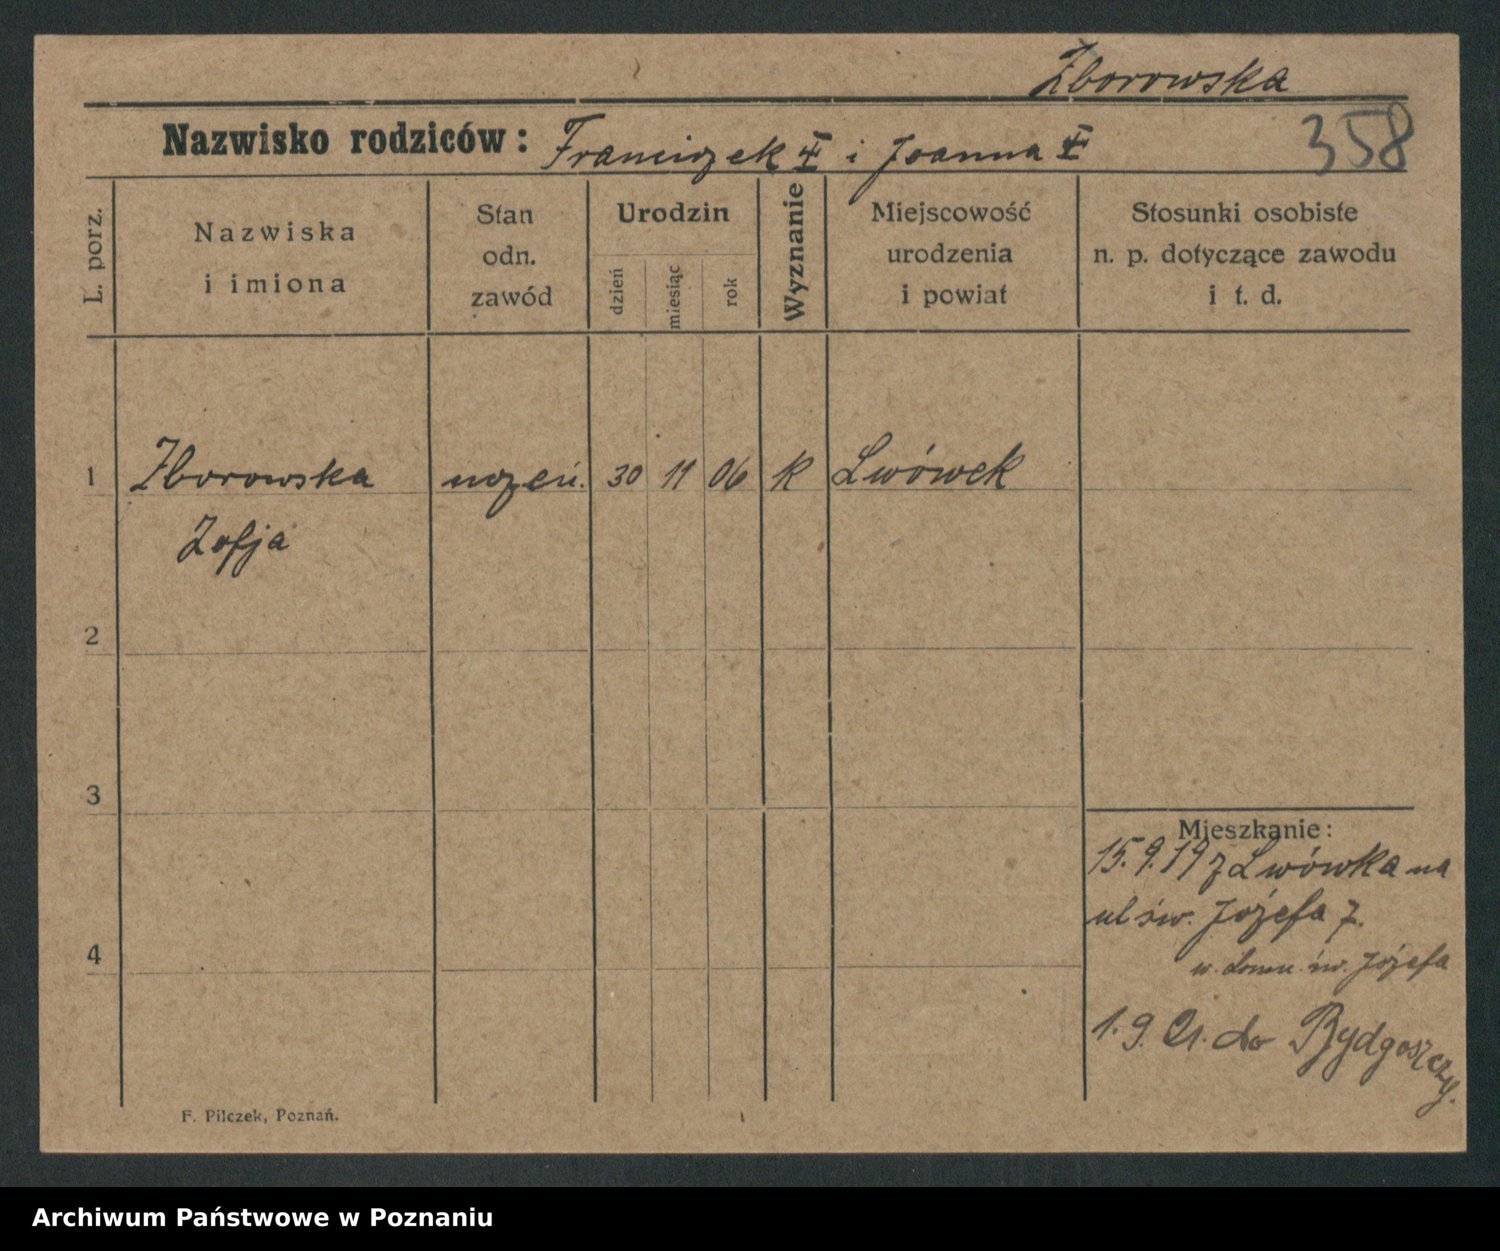 Zborowska
Nazwisko rodziców: Franciszek i Joanna
358
L. porz.
Nazwiska
i imiona
Stan
odn.
zawód
Urodzin
dzień
miesiąc
rok
Wyznanie
Miejscowość
urodzenia
i powiat
Stosunki osobiste
n. p. dotyczące zawodu
i t. d.
1 Zborowska uczeń. 30 11 06 K Lwówek
Zofja
2
3
4
Mieszkanie:
15.9.19 z Lwówka na
ul św. Józefa 7.
w. domu św. Józefa
1.9. 21. do Bydgoszczy.
F. Pilczek, Poznań.
Archiwum Państwowe w Poznaniu